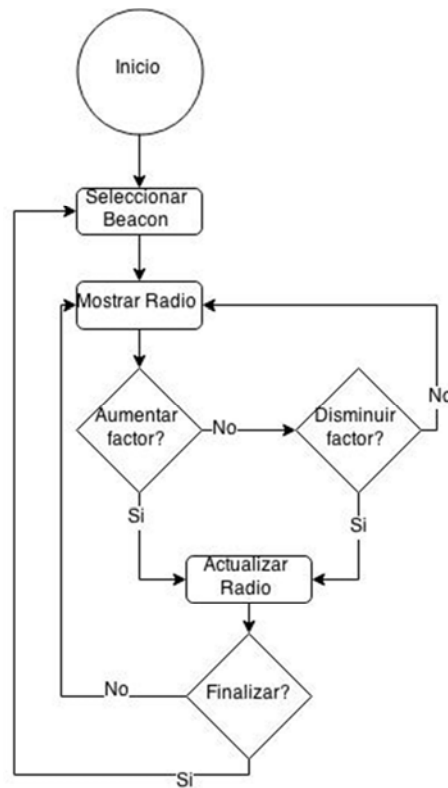 Inicio
Seleccionar
Beacon
Mostrar Radio
No
Aumentar
factor?
No
Disminuir
factor?
Si
Si
Actualizar
Radio
No
Finalizar?
Si